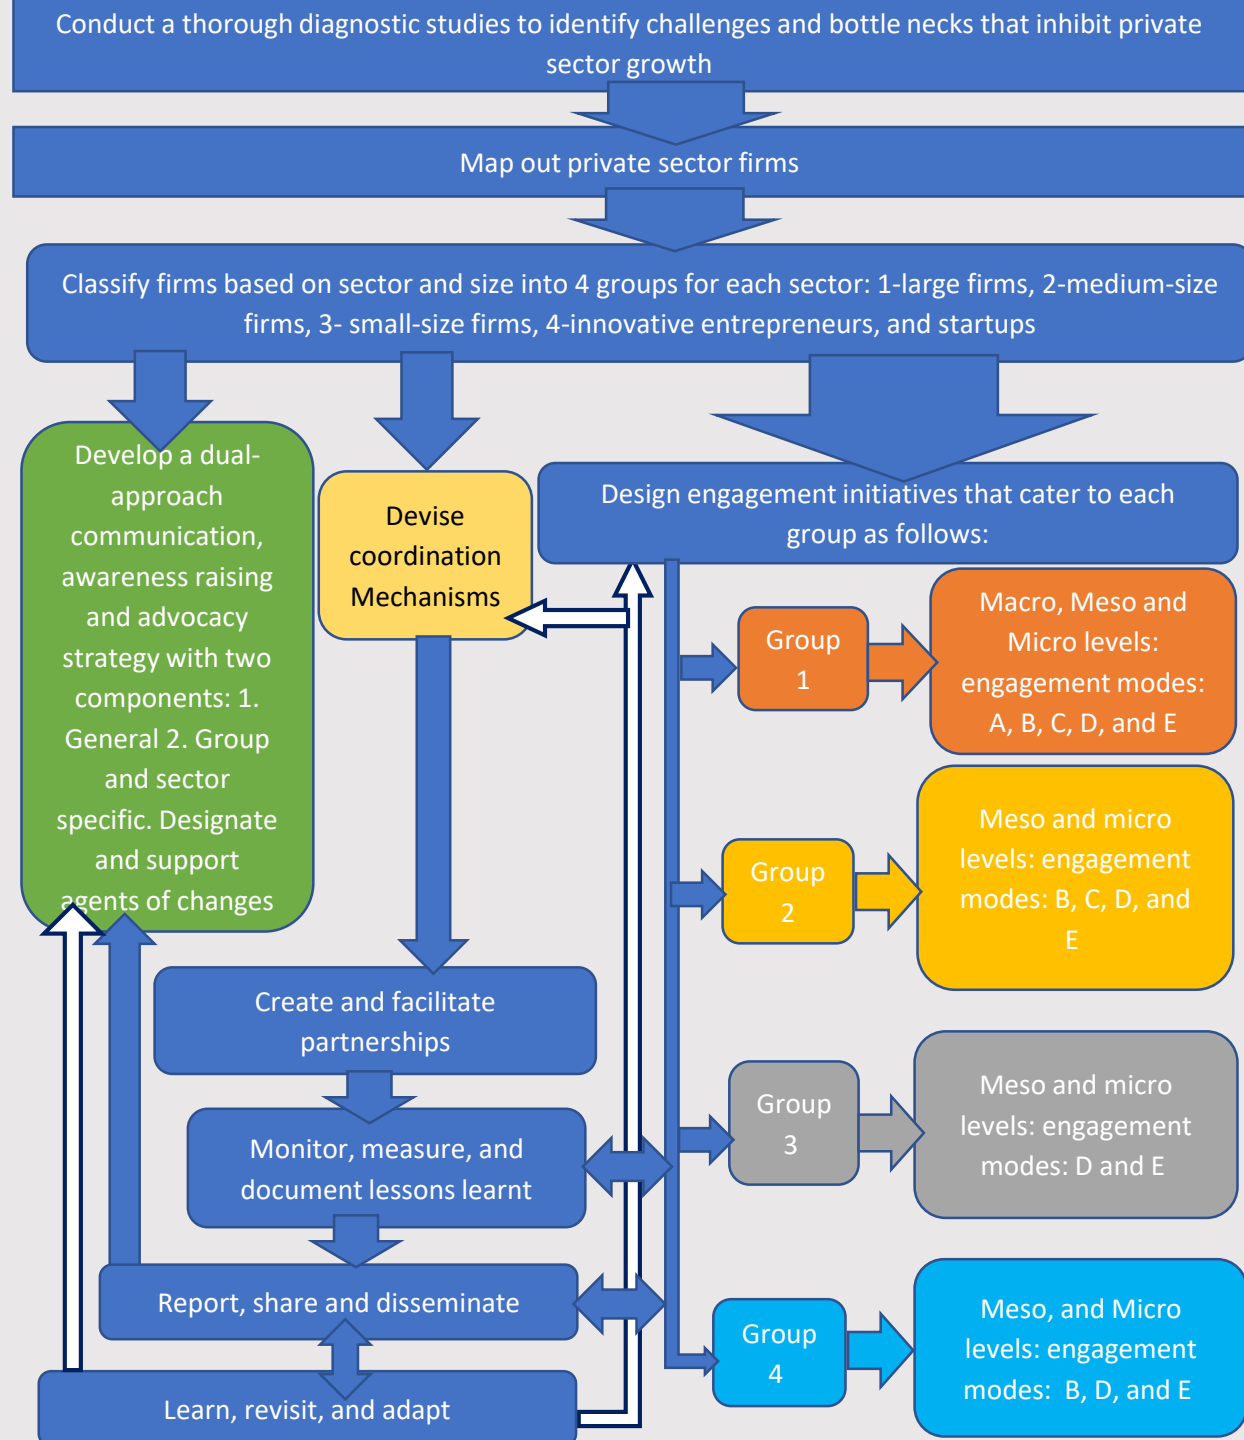 Conduct a thorough diagnostic studies to identify challenges and bottle necks that inhibit private
sector growth
Map out private sector firms
Classify firms based on sector and size into 4 groups for each sector: 1-large firms, 2-medium-size
firms, 3- small-size firms, 4-innovative entrepreneurs, and startups
Develop a dual-
approach
communication,
awareness raising
and advocacy
strategy with two
components: 1.
General 2. Group
and sector
specific. Designate
and support
agents of changes
Devise
coordination
Mechanisms
Design engagement initiatives that cater to each
group as follows:
Group
1
Macro, Meso and
Micro levels:
engagement modes:
A, B, C, D, and E
Group
2
Meso and micro
levels: engagement
modes: B, C, D, and
E
Create and facilitate
partnerships
Group
3
Meso and micro
levels: engagement
modes: D and E
Monitor, measure, and
document lessons learnt
Report, share and disseminate
Group
4
Meso, and Micro
levels: engagement
modes:  B, D, and E
Learn, revisit, and adapt